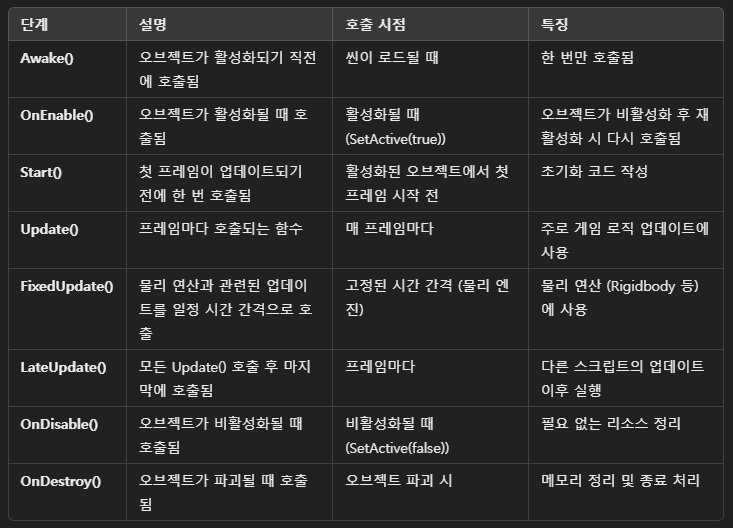 단계 설명 호출 시점 특징
Awake() 오브젝트가 활성화되기 직전 씬이 로드될 때 한 번만 호출됨
에 호출됨
OnEnable() 오브젝트가 활성화될 때 호 활성화될 때 오브젝트가 비활성화 후 재
출됨 (SetActive(true)) 활성화 시 다시 호출됨
Start() 첫 프레임이 업데이트되기 활성화된 오브젝트에서 첫 초기화 코드 작성
전에 한 번 호출됨 프레임 시작 전
Update() 프레임마다 호출되는 함수 매 프레임마다 주로 게임 로직 업데이트에
사용
FixedUpdate() 물리 연산과 관련된 업데이 고정된 시간 간격 (물리 엔 물리 연산 (Rigidbody 등)
트를 일정 시간 간격으로 호 진) 에 사용
출
LateUpdate() 모든 Update() 호출 후 마지 프레임마다 다른 스크립트의 업데이트
막에 호출됨 이후 실행
OnDisable() 오브젝트가 비활성화될 때 비활성화될 때 필요 없는 리소스 정리
호출됨 (SetActive(false))
OnDestroy() 오브젝트가 파괴될 때 호출 오브젝트 파괴 시 메모리 정리 및 종료 처리
됨